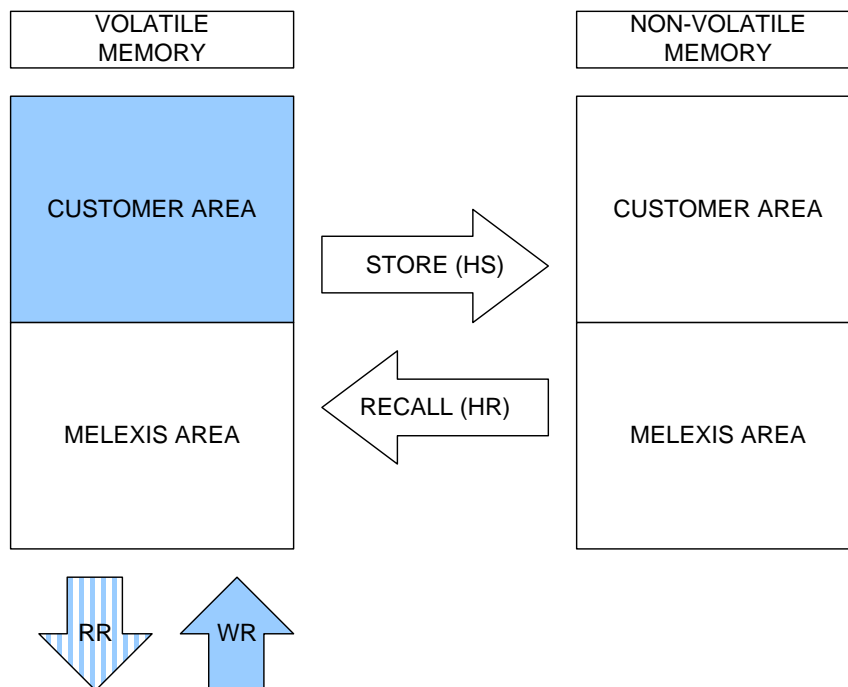 VOLATILE
MEMORY
NON-VOLATILE
MEMORY
CUSTOMER AREA
CUSTOMER AREA
STORE (HS)
RECALL (HR)
MELEXIS AREA
MELEXIS AREA
RR
WR